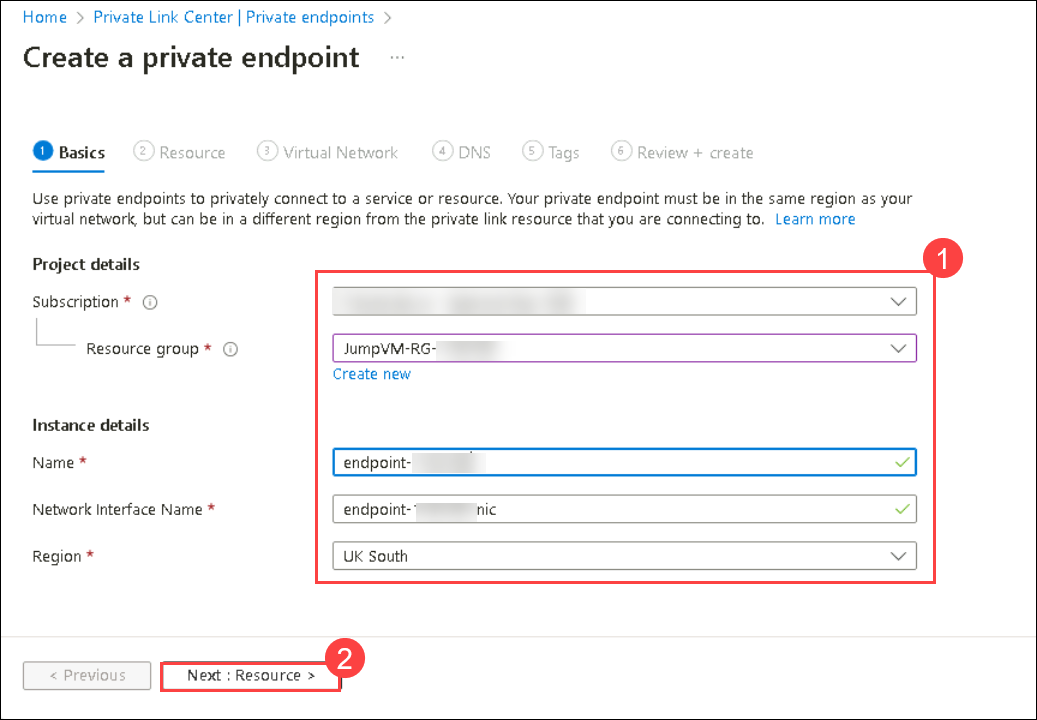 Home > Private Link Center | Private endpoints >
Create a private endpoint ...
1 Basics 2 Resource 3 Virtual Network 4 DNS 5 Tags 6 Review + create
Use private endpoints to privately connect to a service or resource. Your private endpoint must be in the same region as your
virtual network, but can be in a different region from the private link resource that you are connecting to. Learn more
1
Project details
Subscription *
Resource group * JumpVM-RG-
Create new
Instance details
Name * endpoint-
Network Interface Name * endpoint- nic
Region * UK South
2
< Previous Next : Resource >